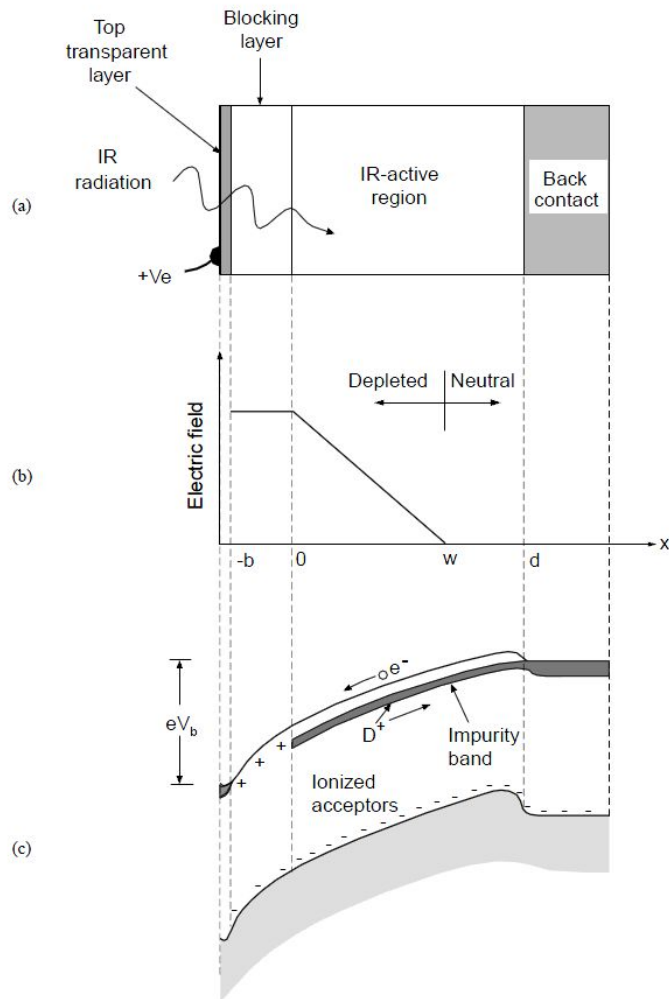 Blocking
layer
Top
transparent
layer
IR
radiation
IR-active
region
Back
contact
(a)
+Ve
Depleted
Neutral
Electric field
(b)
-b
0
w
d
x
e-
eVb
D+
Impurity
band
+ + +
Ionized
acceptors
(c)